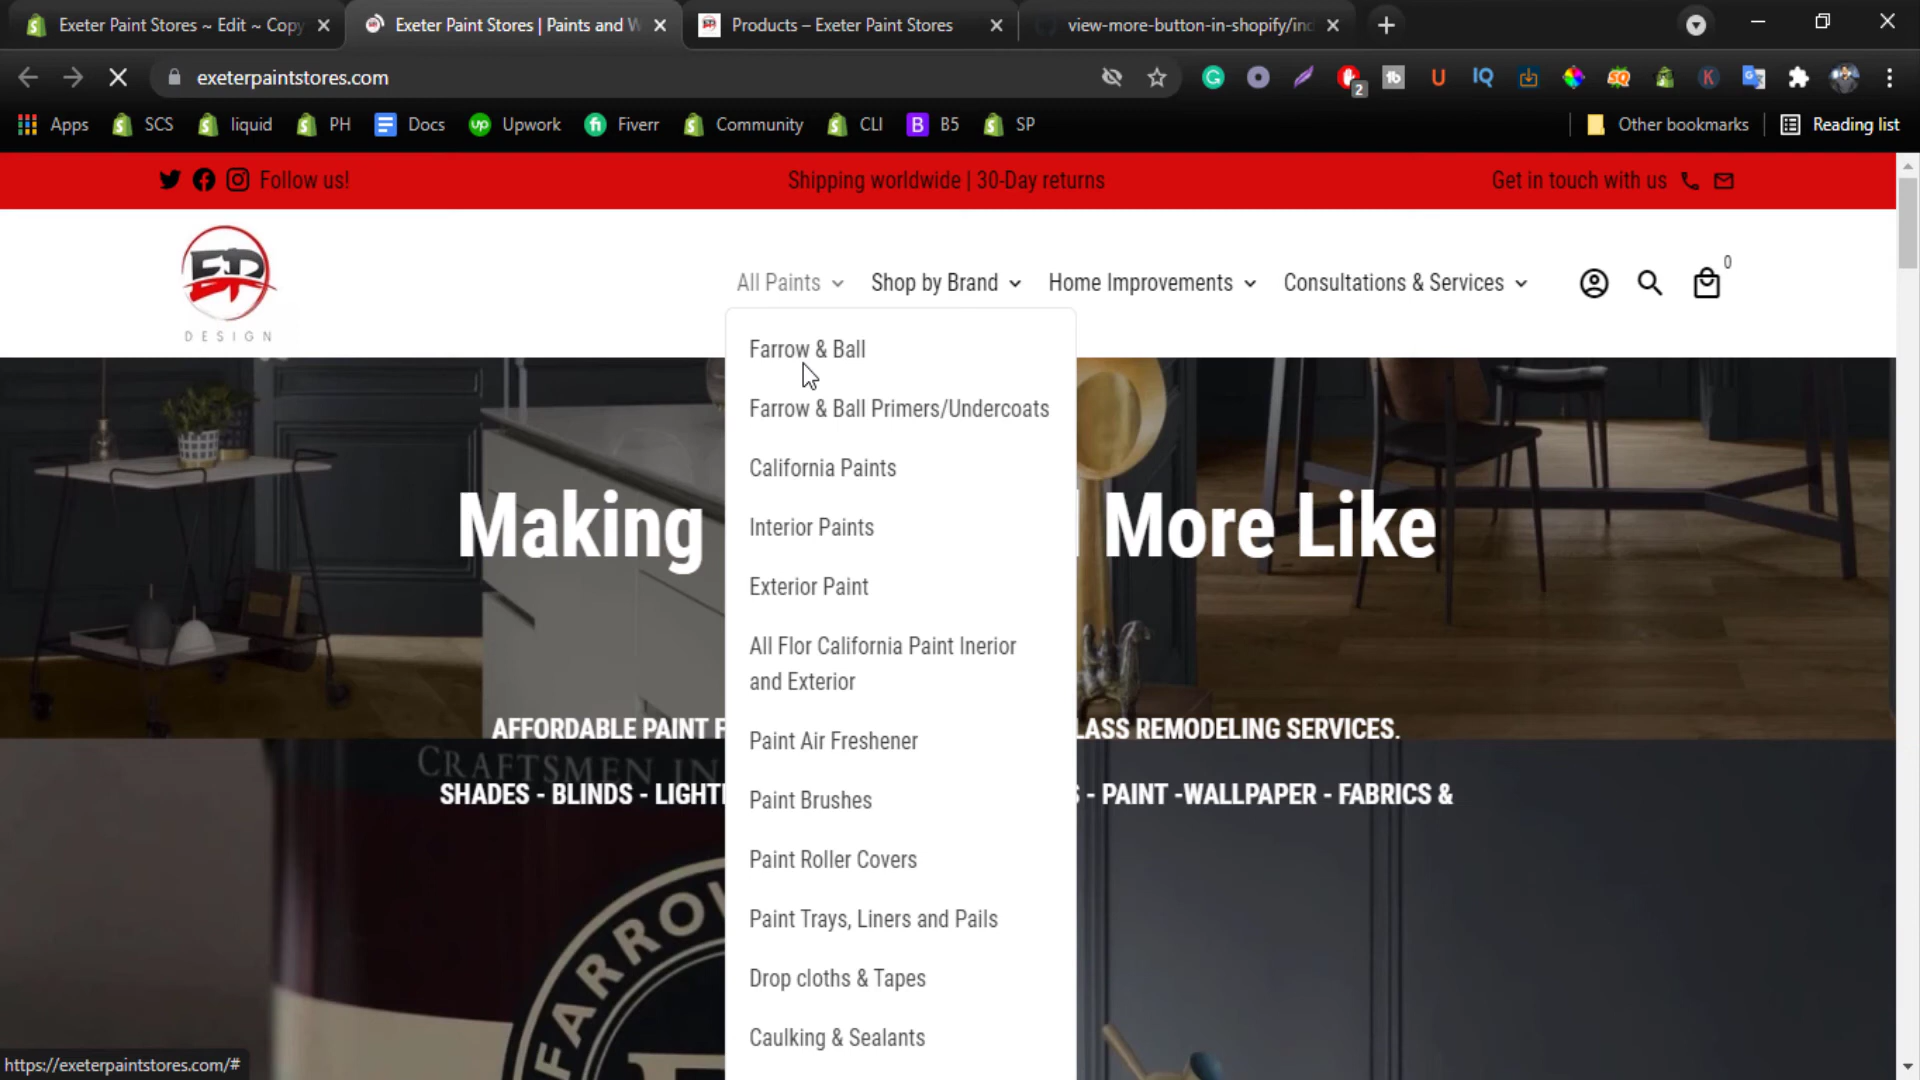 Exeter Paint Stores ~ Edit ~ Copy
Exeter Paint Stores | Paints and W
Products – Exeter Paint Stores
view-more-button-in-shopify/ind
exeterpaintstores.com
2
Apps
SCS
liquid
PH
Docs
Upwork
Fiverr
Community
CLI
B5
SP
Other bookmarks
Reading list
Follow us!
Shipping worldwide | 30-Day returns
Get in touch with us
DESIGN
All Paints
Shop by Brand
Home Improvements
Consultations & Services
0
Farrow & Ball
Farrow & Ball Primers/Undercoats
California Paints
Interior Paints
Exterior Paint
All Flor California Paint Inerior
and Exterior
Paint Air Freshener
Paint Brushes
Paint Roller Covers
Paint Trays, Liners and Pails
Drop cloths & Tapes
Caulking & Sealants
Making
More Like
AFFORDABLE PAINT
REMODELING SERVICES.
CRAFTSMEN IN
SHADES - BLINDS -
- PAINT -WALLPAPER - FABRICS &
https://exeterpaintstores.com/#